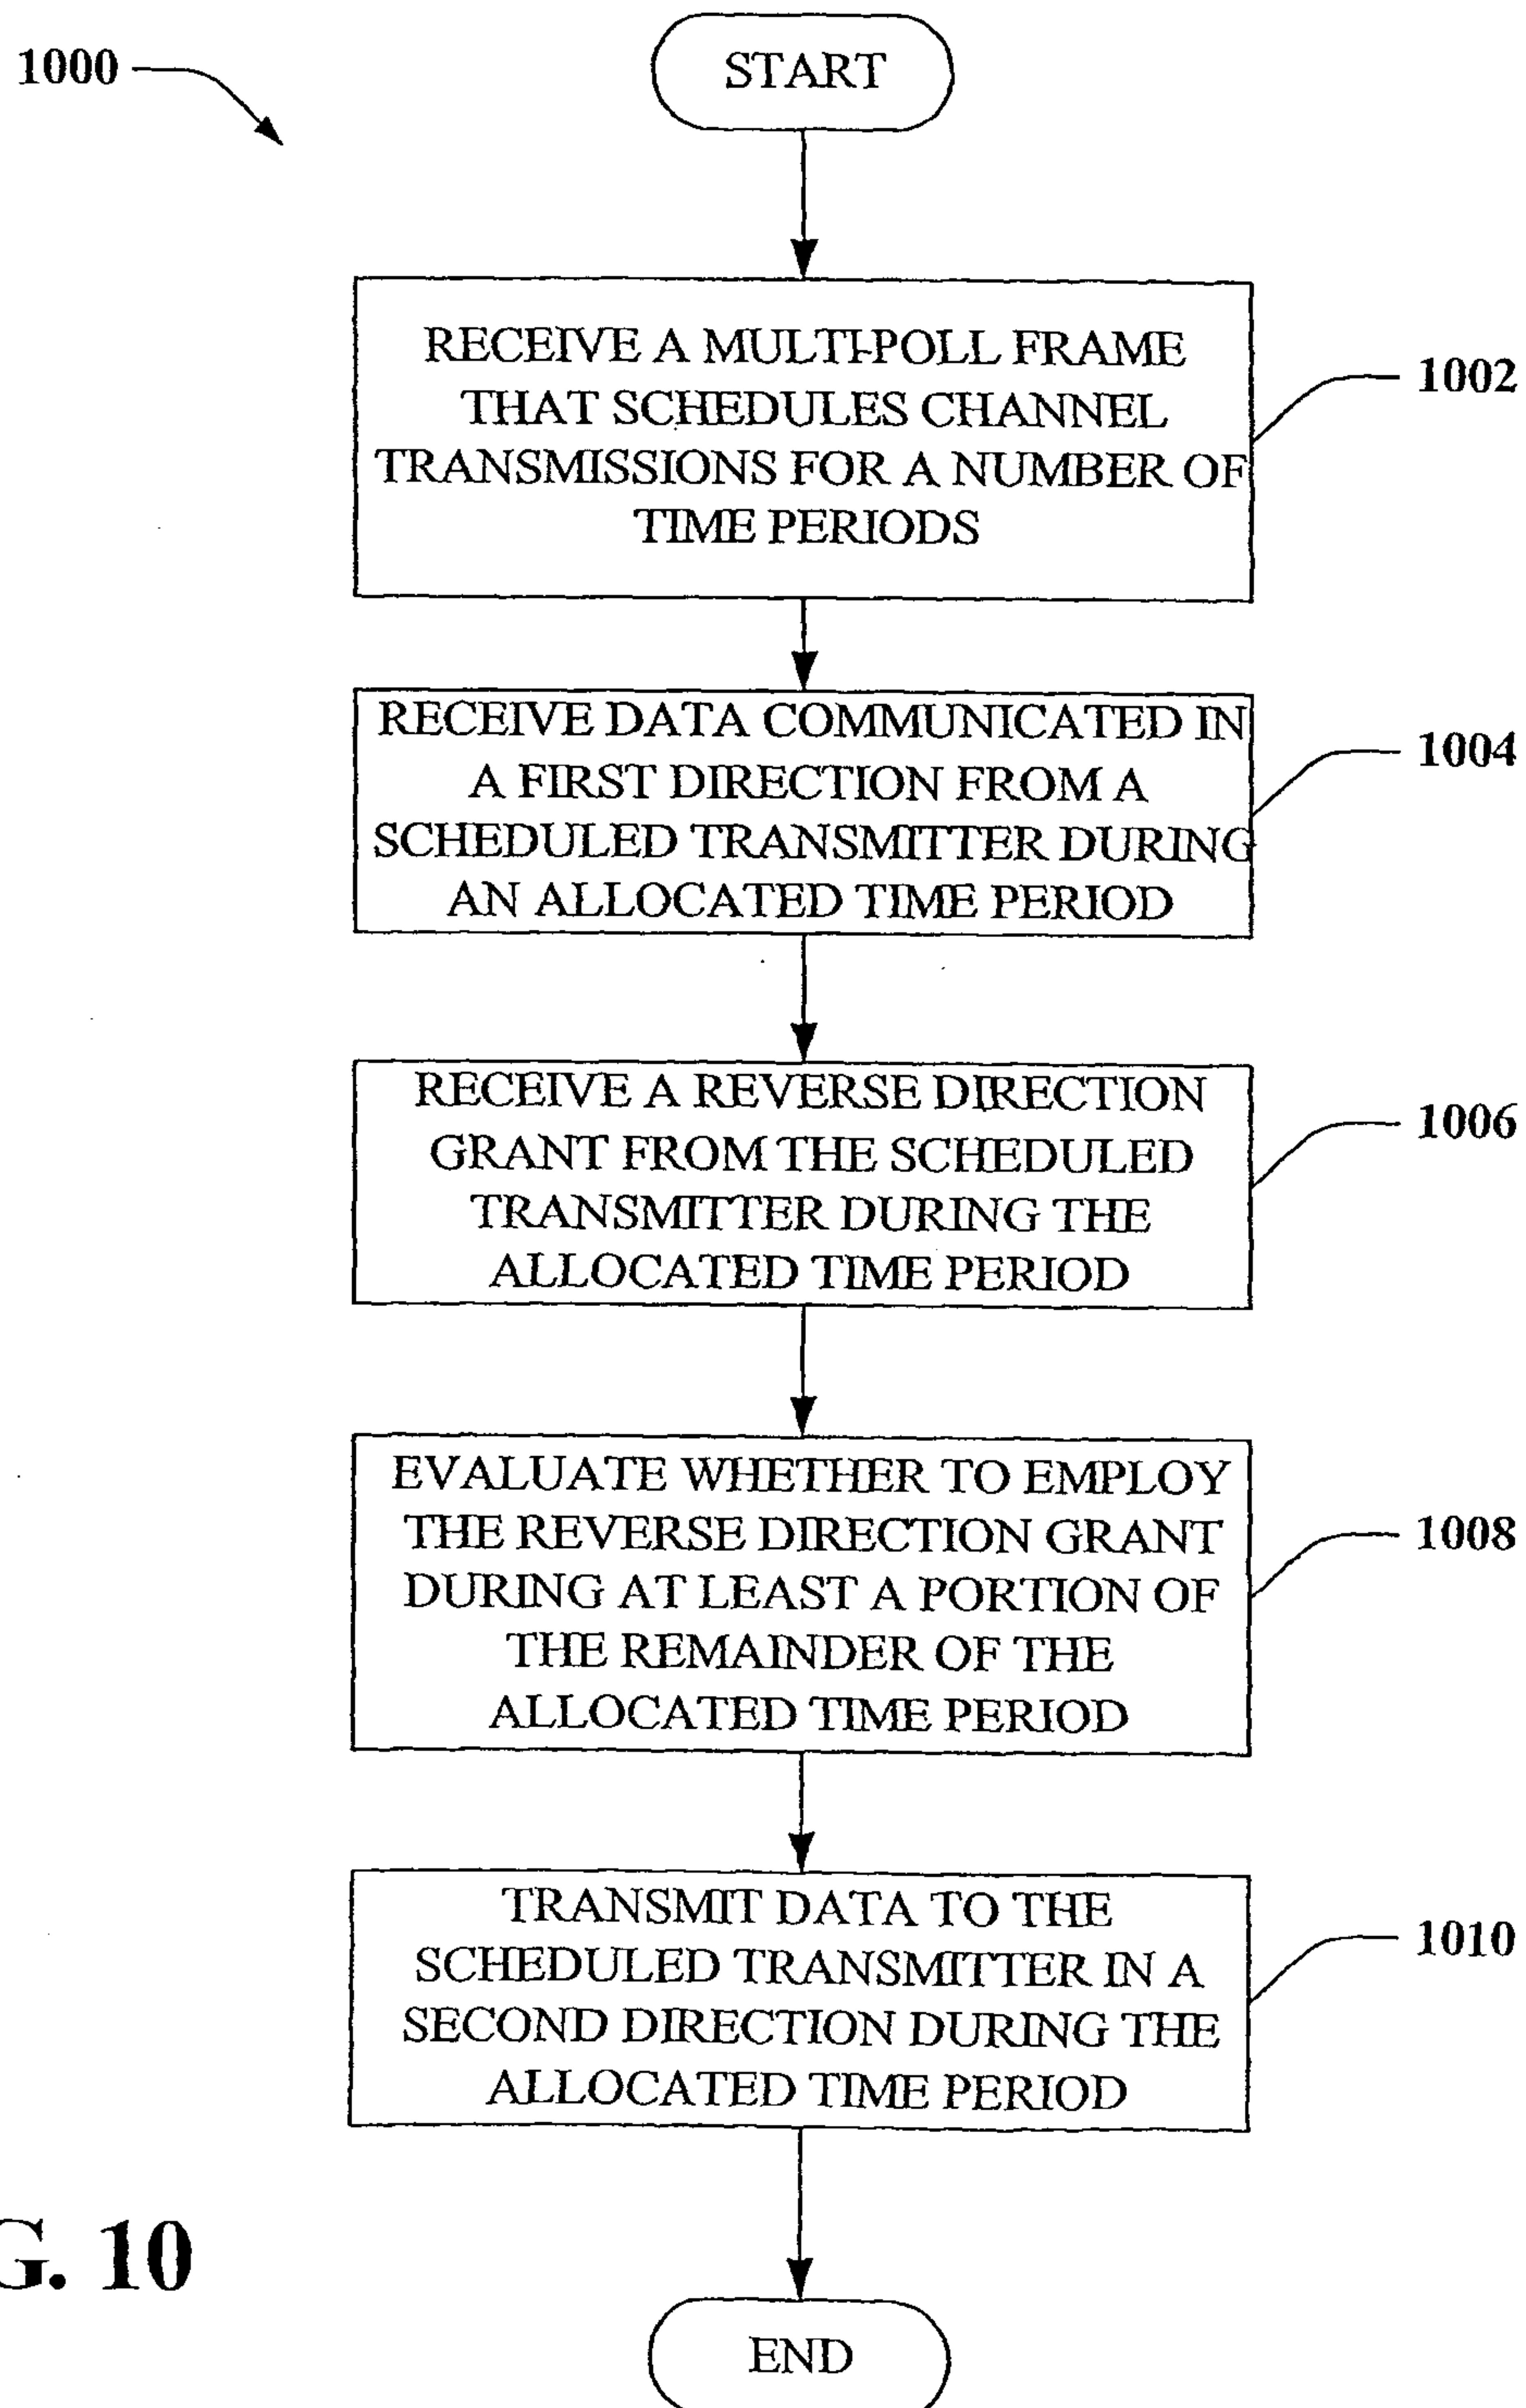 1000
START
RECEIVE A MULTI-POLL FRAME
THAT SCHEDULES CHANNEL
TRANSMISSIONS FOR A NUMBER OF
TIME PERIODS
1002
RECEIVE DATA COMMUNICATED IN
A FIRST DIRECTION FROM A
SCHEDULED TRANSMITTER DURING
AN ALLOCATED TIME PERIOD
1004
RECEIVE A REVERSE DIRECTION
GRANT FROM THE SCHEDULED
TRANSMITTER DURING THE
ALLOCATED TIME PERIOD
1006
EVALUATE WHETHER TO EMPLOY
THE REVERSE DIRECTION GRANT
DURING AT LEAST A PORTION OF
THE REMAINDER OF THE
ALLOCATED TIME PERIOD
1008
TRANSMIT DATA TO THE
SCHEDULED TRANSMITTER IN A
SECOND DIRECTION DURING THE
ALLOCATED TIME PERIOD
1010
G. 10
END